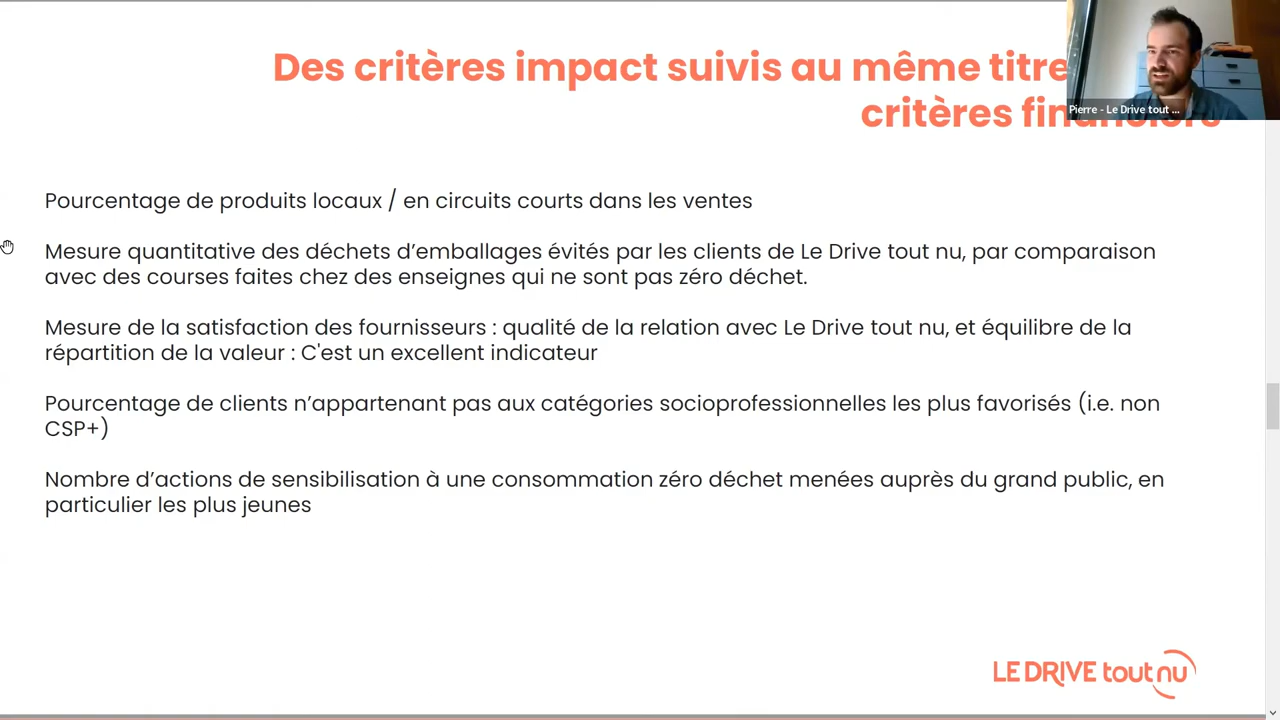 Des critères impact suivis au même titre
critères financiers
Pierre - Le Drive tout ...
Pourcentage de produits locaux / en circuits courts dans les ventes
Mesure quantitative des déchets d’emballages évités par les clients de Le Drive tout nu, par comparaison
avec des courses faites chez des enseignes qui ne sont pas zéro déchet.
Mesure de la satisfaction des fournisseurs : qualité de la relation avec Le Drive tout nu, et équilibre de la
répartition de la valeur : C'est un excellent indicateur
Pourcentage de clients n’appartenant pas aux catégories socioprofessionnelles les plus favorisés (i.e. non
CSP+)
Nombre d’actions de sensibilisation à une consommation zéro déchet menées auprès du grand public, en
particulier les plus jeunes
LE DRIVE tout nu